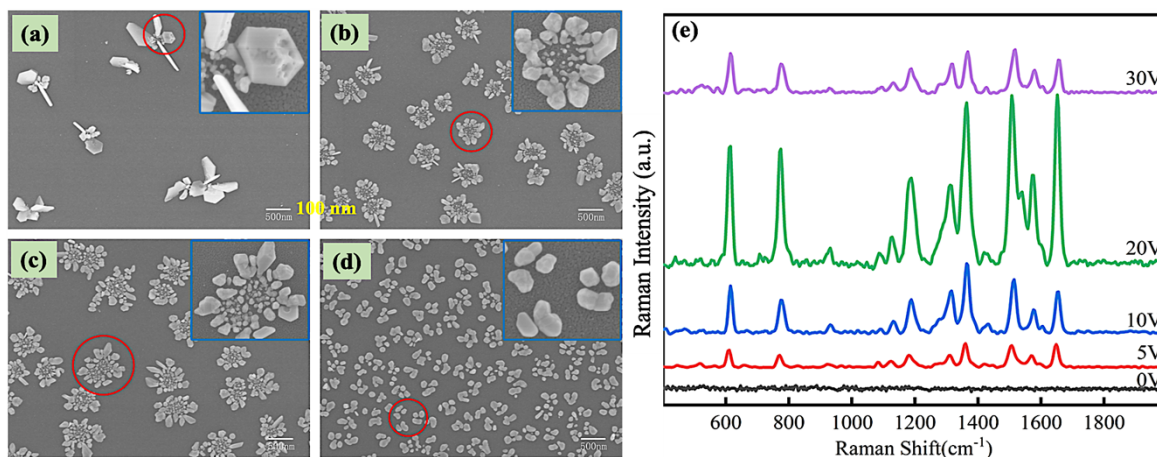 (a)
500nm
(b)
500nm
100 nm
(c)
500nm
(d)
500nm
(e)
Raman Intensity (a.u.)
30V
20V
10V
5V
0V
600 800 1000 1200 1400 1600 1800
Raman Shift(cm⁻¹)